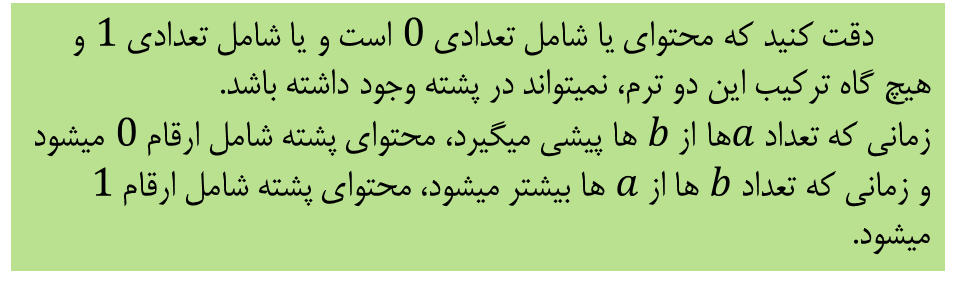 دقت کنید که محتوای یا شامل تعدادی 0 است و یا شامل تعدادی 1 و
هیچ گاه ترکیب این دو ترم، نمیتواند در پشته وجود داشته باشد.
زمانی که تعداد aها از b ها پیشی میگیرد، محتوای پشته شامل ارقام 0 میشود
و زمانی که تعداد b ها از a ها بیشتر میشود، محتوای پشته شامل ارقام 1
میشود.